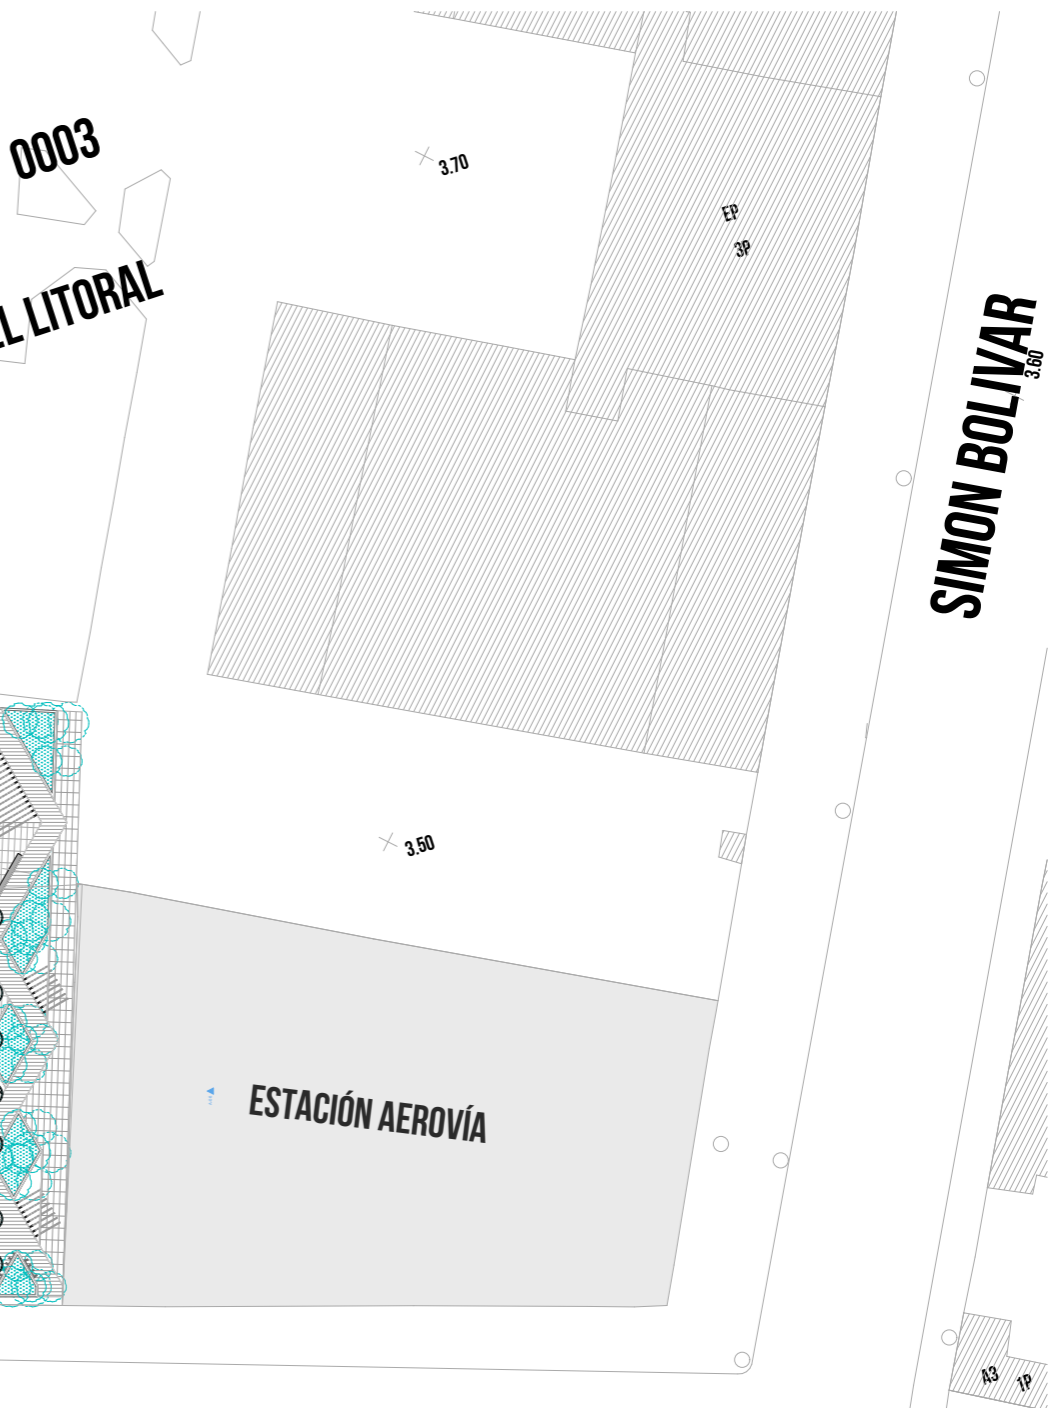 0003
3.70
EP
3P
L LITORAL
SIMON BOLIVAR
3.60
3.50
ESTACIÓN AEROVÍA
A3
1P